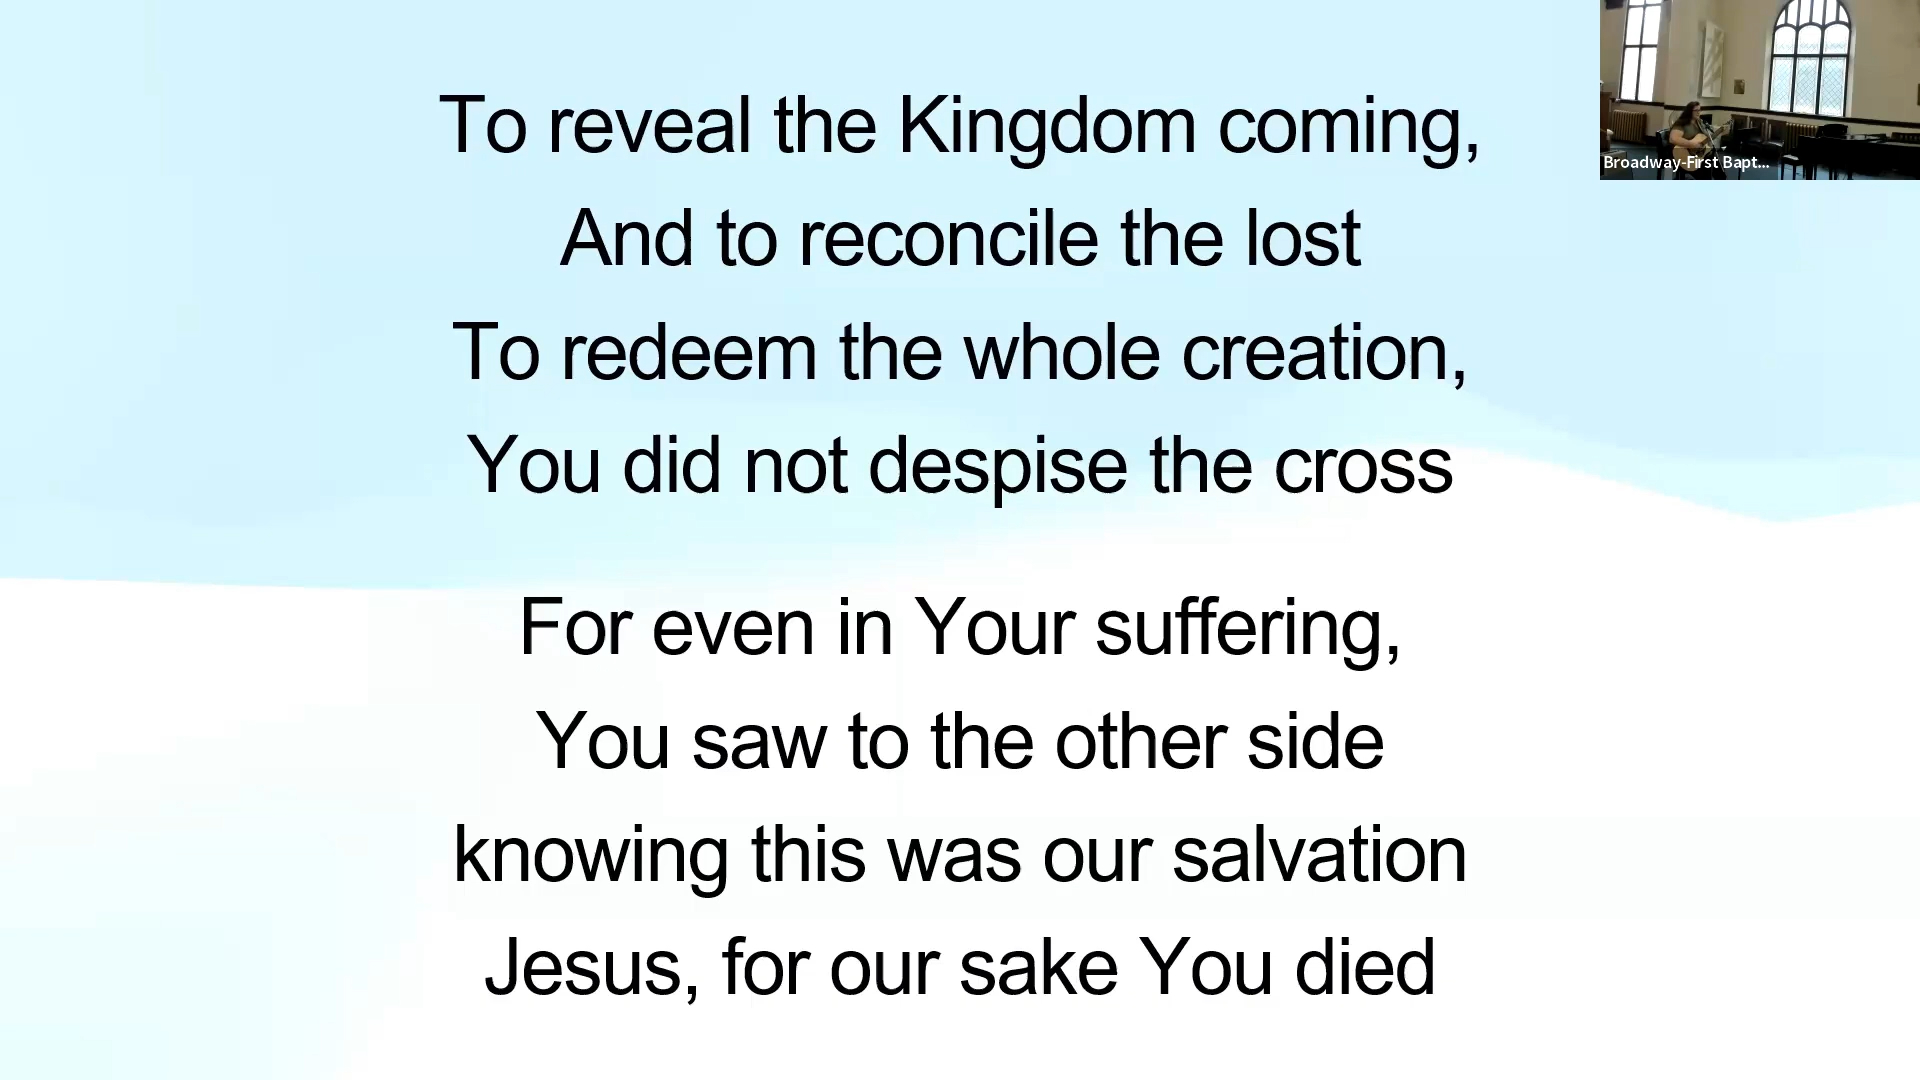 To reveal the Kingdom coming,
And to reconcile the lost
To redeem the whole creation,
You did not despise the cross
For even in Your suffering,
You saw to the other side
knowing this was our salvation
Jesus, for our sake You died
Broadway-First Bapt...